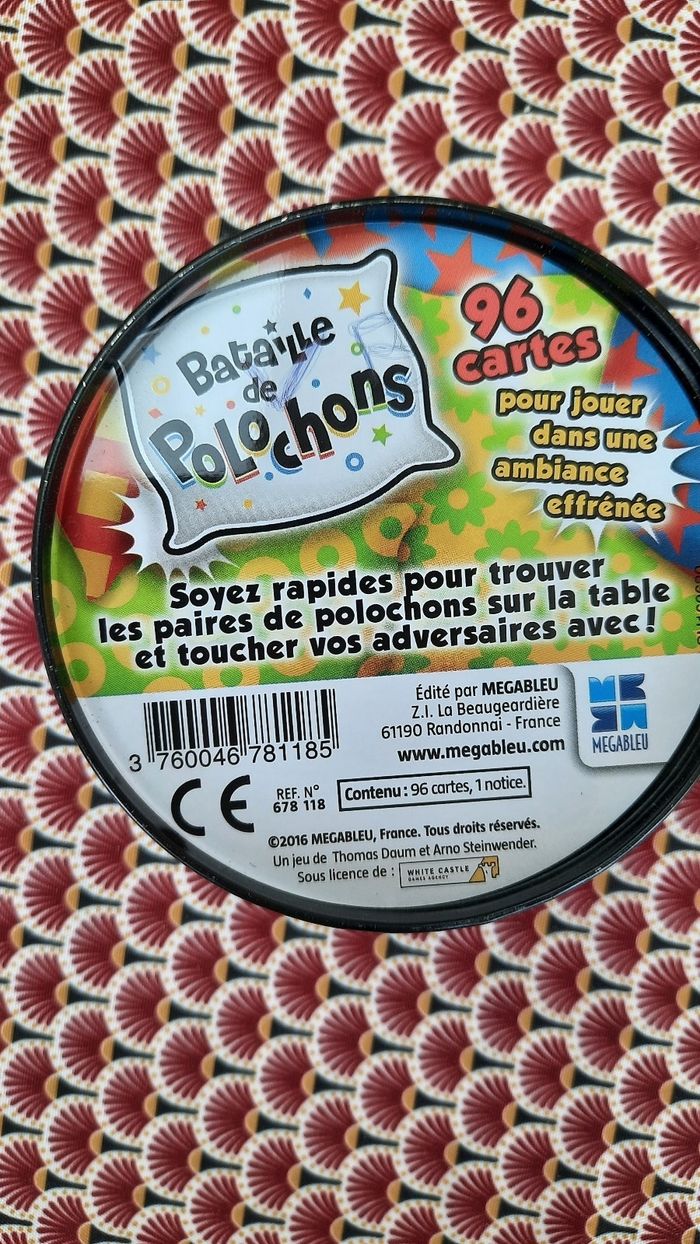 Bataille
de
Polochons
96
cartes
pour jouer
dans une
ambiance
effrénée
Soyez rapides pour trouver
les paires de polochons sur la table
et toucher vos adversaires avec!
3 760046 781185
Édité par MEGABLEU
Z.I. La Beaugeardière
61190 Randonnai - France
www.megableu.com
MEGABLEU
CE
REF. N°
678 118
Contenu : 96 cartes, 1 notice.
©2016 MEGABLEU, France. Tous droits réservés.
Un jeu de Thomas Daum et Arno Steinwender.
Sous licence de :
WHITE CASTLE
GAMES AGENCY